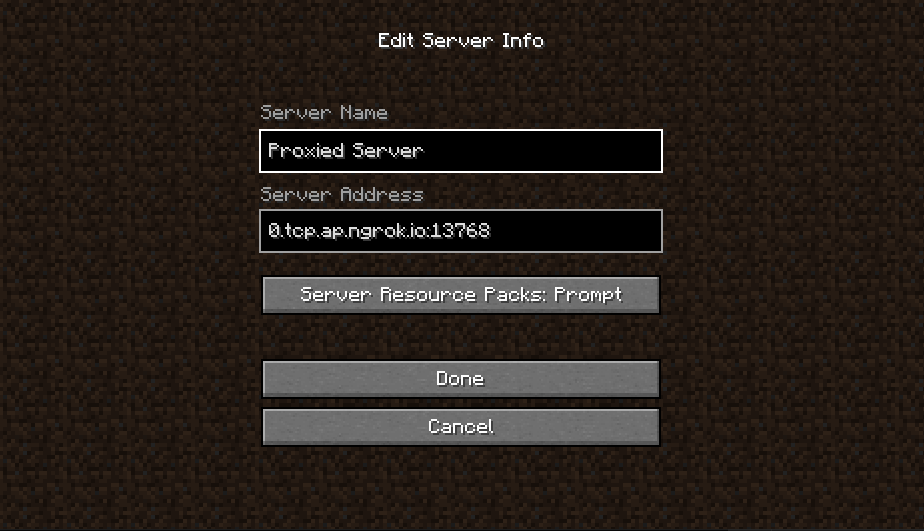 Edit Server Info
Server Name
Proxied Server
Server Address
0.tcp.ap.ngrok.io:13768
Server Resource Packs: Prompt
Done
Cancel